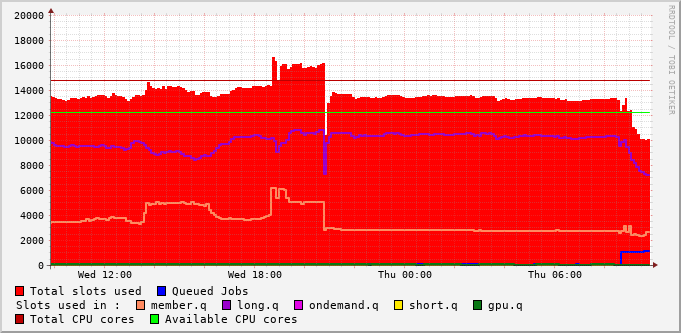 20000
18000
16000
14000
12000
10000
8000
6000
4000
2000
0
Wed 12:00 Wed 18:00 Thu 00:00 Thu 06:00
RRDTOOL / TOBI OETIKER
Total slots used Queued Jobs
Slots used in : member.q long.q ondemand.q short.q gpu.q
Total CPU cores Available CPU cores